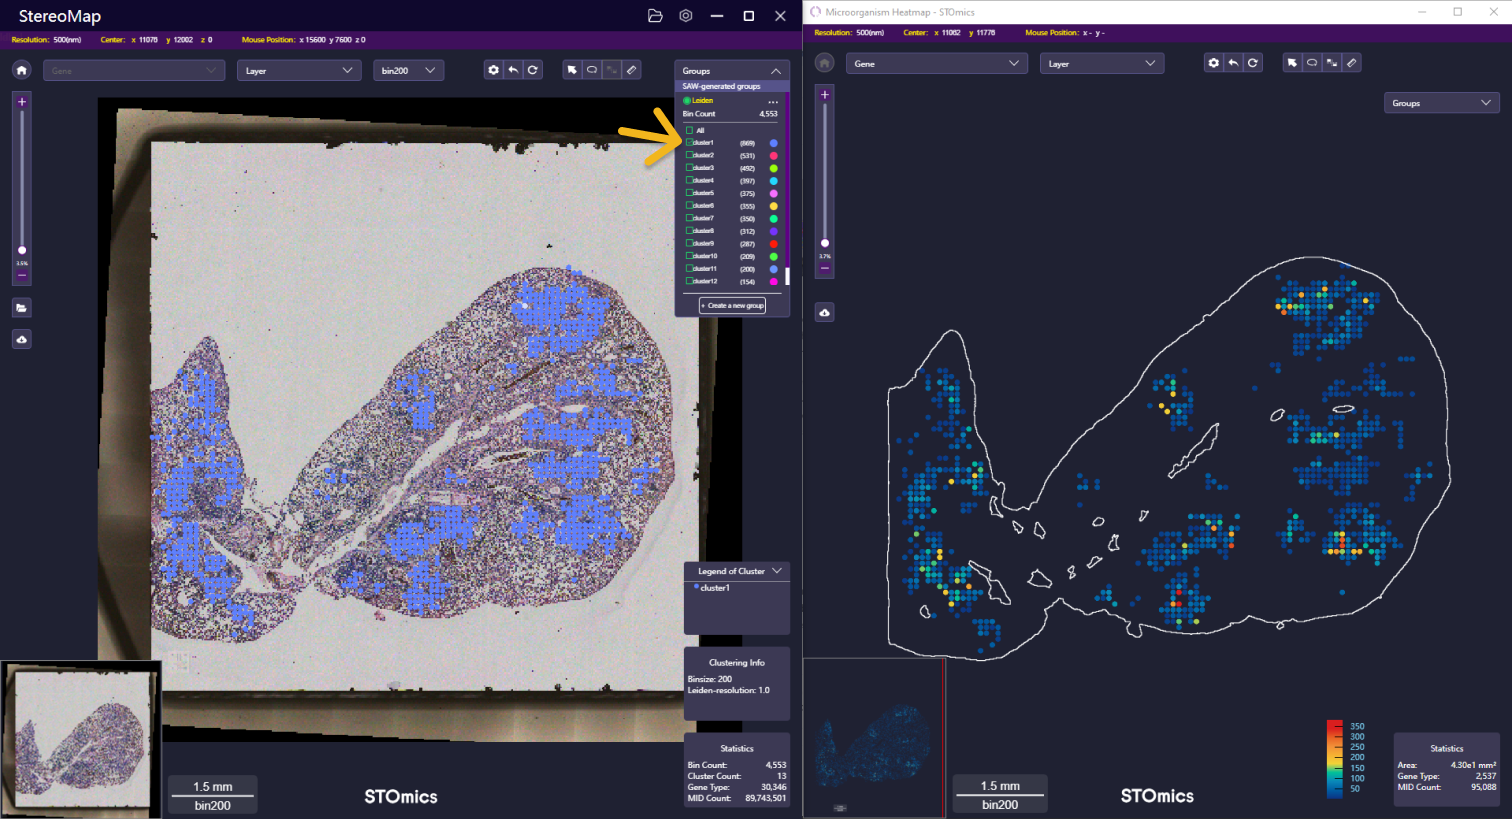 StereoMap
Resolution: 500(nm) Center: x 11078 y 12002 z 0 Mouse Position: x 15600 y 7600 z 0
Gene
Layer
bin200
3.5%
Groups
SAW-generated groups
Leiden ...
Bin Count 4,553
All
cluster1 (869)
cluster2 (531)
cluster3 (492)
cluster4 (397)
cluster5 (375)
cluster6 (355)
cluster7 (350)
cluster8 (312)
cluster9 (287)
cluster10 (209)
cluster11 (200)
cluster12 (154)
+ Create a new group
Legend of Cluster
cluster1
Clustering Info
Binsize: 200
Leiden-resolution: 1.0
Statistics
Bin Count: 4,553
Cluster Count: 13
Gene Type: 30,346
MID Count: 89,743,501
1.5 mm
bin200
STOmics
Microorganism Heatmap - STOmics
Resolution: 500(nm) Center: x 11082 y 11778 Mouse Position: x - y -
Gene
Layer
Groups
3.7%
350
300
250
200
150
100
50
Statistics
Area: 4.30e1 mm²
Gene Type: 2,537
MID Count: 95,088
1.5 mm
bin200
STOmics